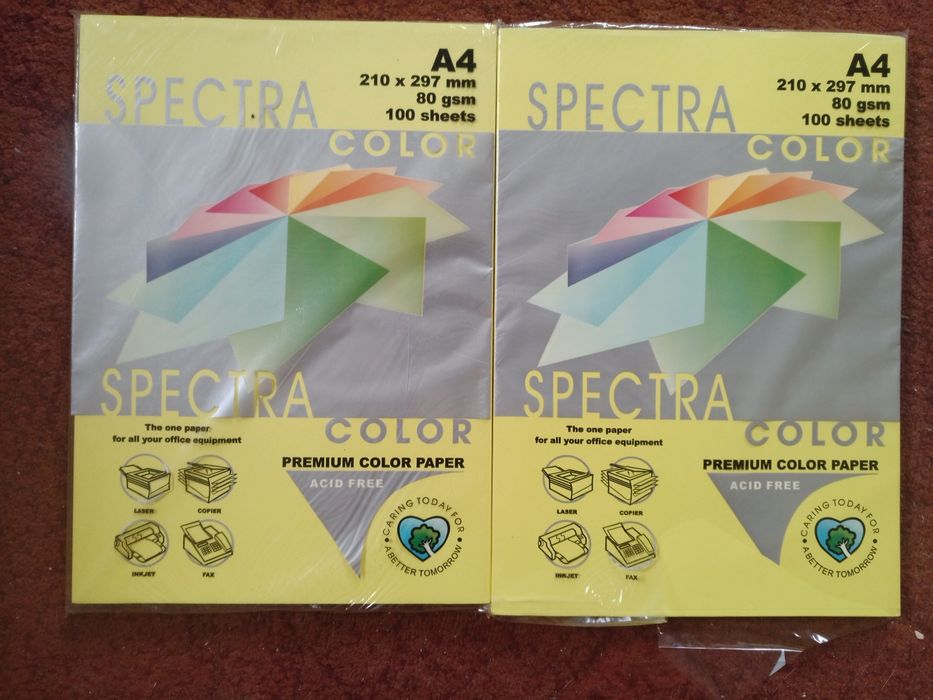 SPECTRA
A4
210 x 297 mm
80 gsm
100 sheets
COLOR
SPECTRA
COLOR
The one paper
for all your office equipment
PREMIUM COLOR PAPER
ACID FREE
LASER
COPIER
INKJET
FAX
CARING TODAY FOR
A BETTER TOMORROW
SPECTRA
A4
210 x 297 mm
80 gsm
100 sheets
COLOR
SPECTRA
COLOR
The one paper
for all your office equipment
PREMIUM COLOR PAPER
ACID FREE
LASER
COPIER
INKJET
FAX
CARING TODAY FOR
A BETTER TOMORROW